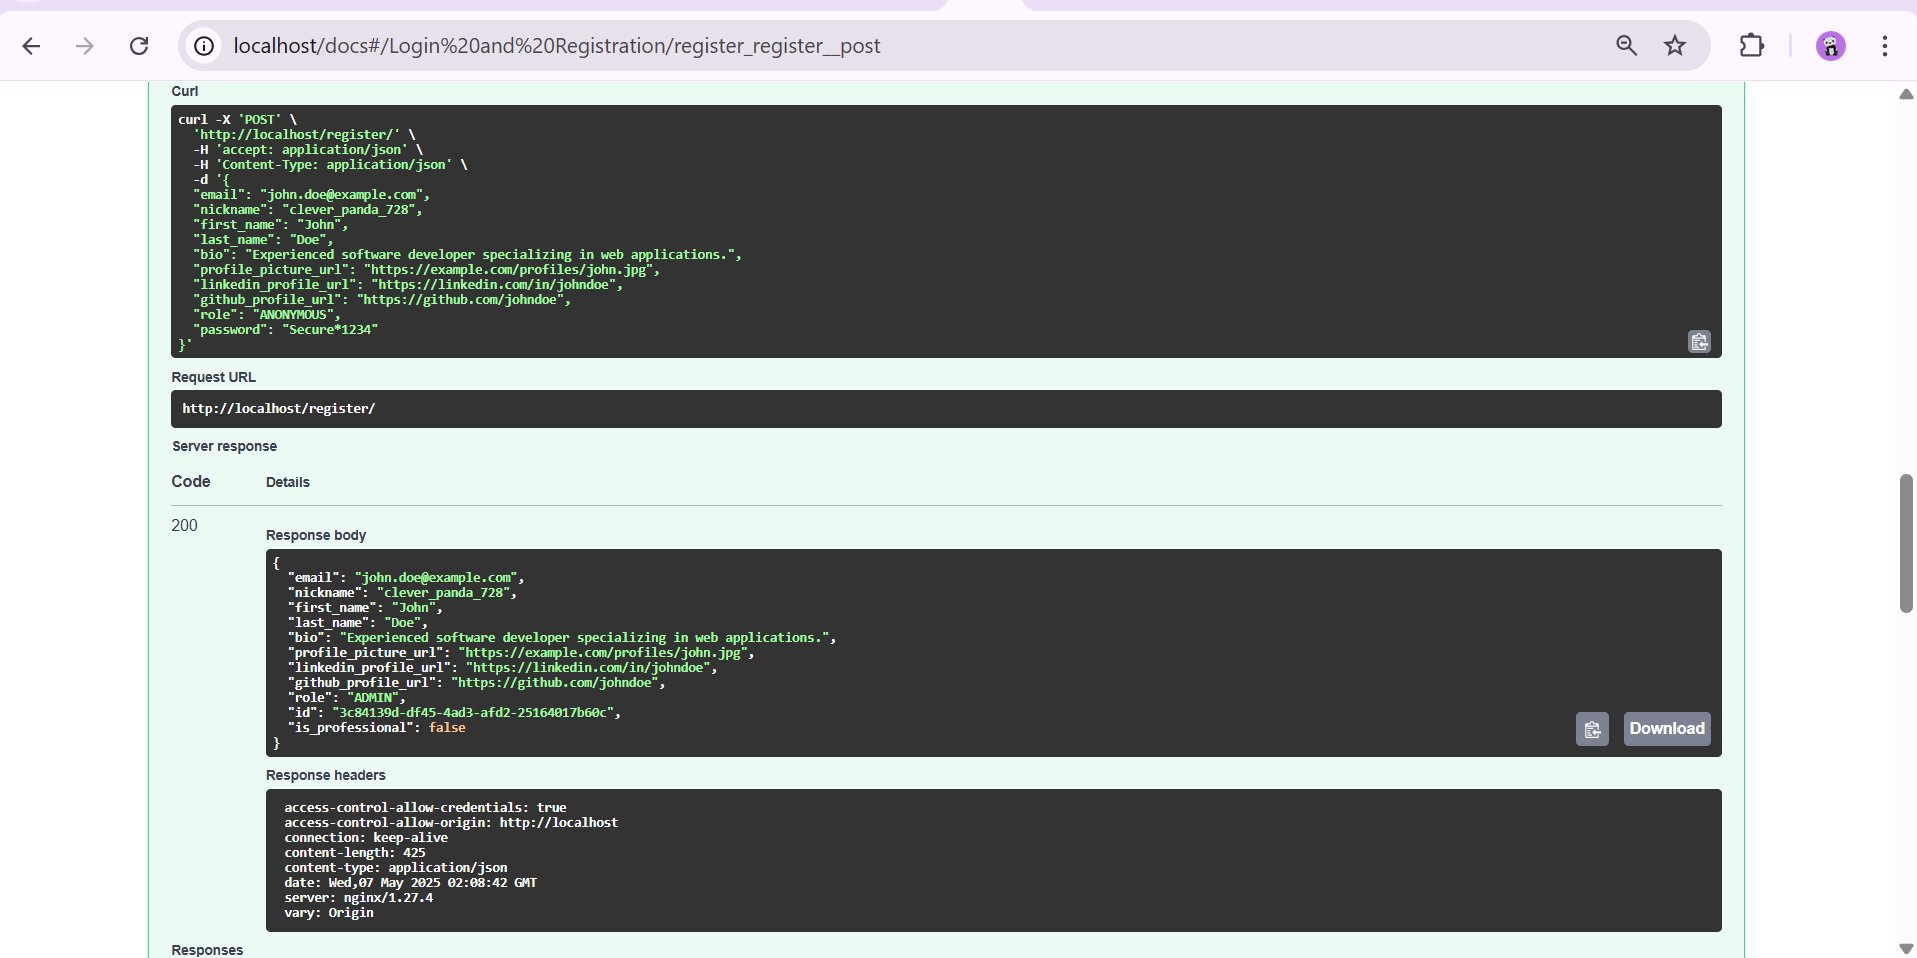 localhost/docs#/Login%20and%20Registration/register_register__post
Curl
curl -X 'POST' \
  'http://localhost/register/' \
  -H 'accept: application/json' \
  -H 'Content-Type: application/json' \
  -d '{
  "email": "john.doe@example.com",
  "nickname": "clever_panda_728",
  "first_name": "John",
  "last_name": "Doe",
  "bio": "Experienced software developer specializing in web applications.",
  "profile_picture_url": "https://example.com/profiles/john.jpg",
  "linkedin_profile_url": "https://linkedin.com/in/johndoe",
  "github_profile_url": "https://github.com/johndoe",
  "role": "ANONYMOUS",
  "password": "Secure*1234"
}'
Request URL
http://localhost/register/
Server response
Code Details
200
Response body
{
  "email": "john.doe@example.com",
  "nickname": "clever_panda_728",
  "first_name": "John",
  "last_name": "Doe",
  "bio": "Experienced software developer specializing in web applications.",
  "profile_picture_url": "https://example.com/profiles/john.jpg",
  "linkedin_profile_url": "https://linkedin.com/in/johndoe",
  "github_profile_url": "https://github.com/johndoe",
  "role": "ADMIN",
  "id": "3c84139d-df45-4ad3-afd2-25164017b60c",
  "is_professional": false
}
Download
Response headers
access-control-allow-credentials: true
access-control-allow-origin: http://localhost
connection: keep-alive
content-length: 425
content-type: application/json
date: Wed,07 May 2025 02:08:42 GMT
server: nginx/1.27.4
vary: Origin
Responses